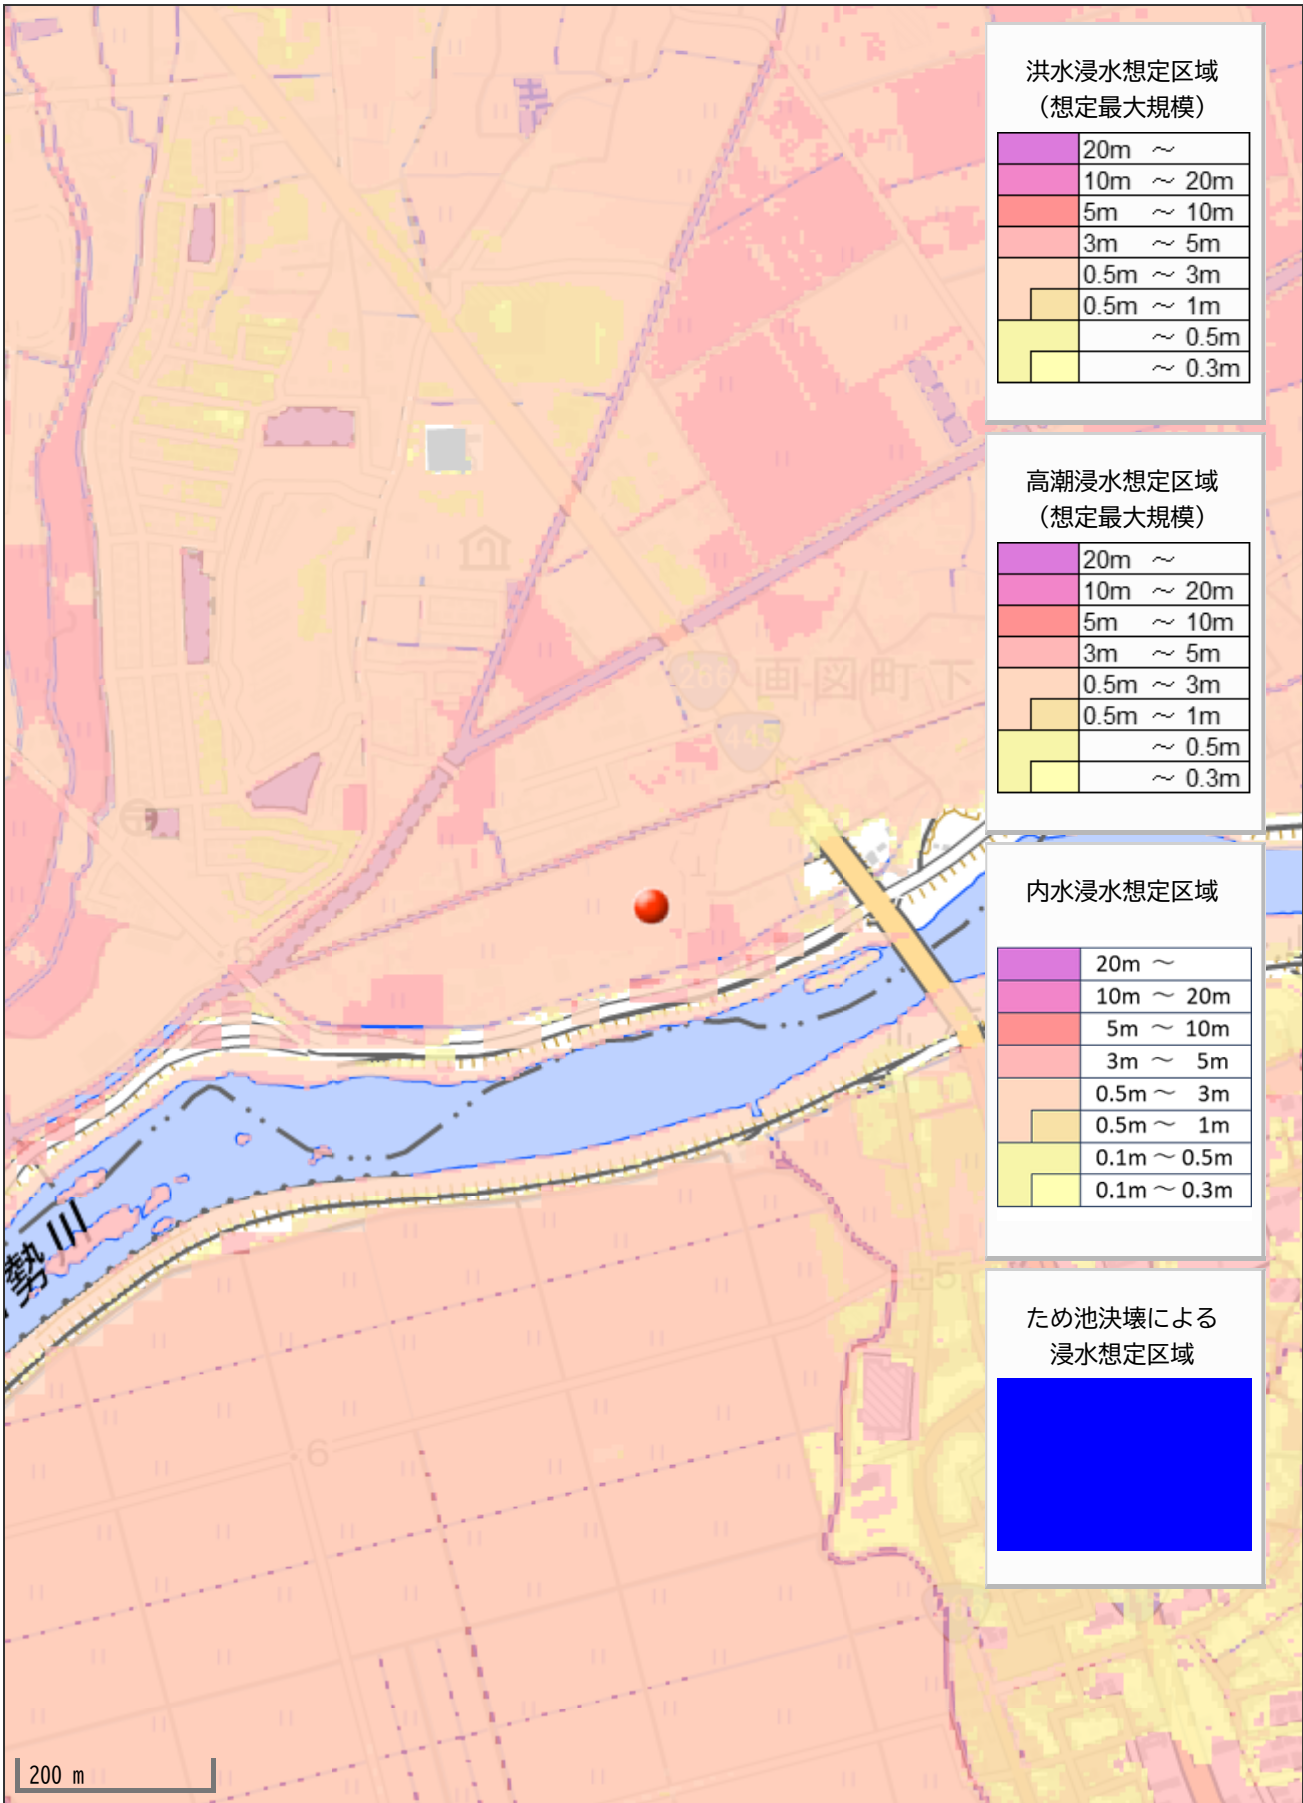 洪水浸水想定区域
（想定最大規模）
20m ～
10m ～ 20m
5m ～ 10m
3m ～ 5m
0.5m ～ 3m
0.5m ～ 1m
～ 0.5m
～ 0.3m
高潮浸水想定区域
（想定最大規模）
20m ～
10m ～ 20m
5m ～ 10m
3m ～ 5m
0.5m ～ 3m
0.5m ～ 1m
～ 0.5m
～ 0.3m
266
画図町下
445
内水浸水想定区域
20m ～
10m ～ 20m
5m ～ 10m
3m ～ 5m
0.5m ～ 3m
0.5m ～ 1m
0.1m ～ 0.5m
0.1m ～ 0.3m
6
勢川
5
ため池決壊による
浸水想定区域
6
200 m